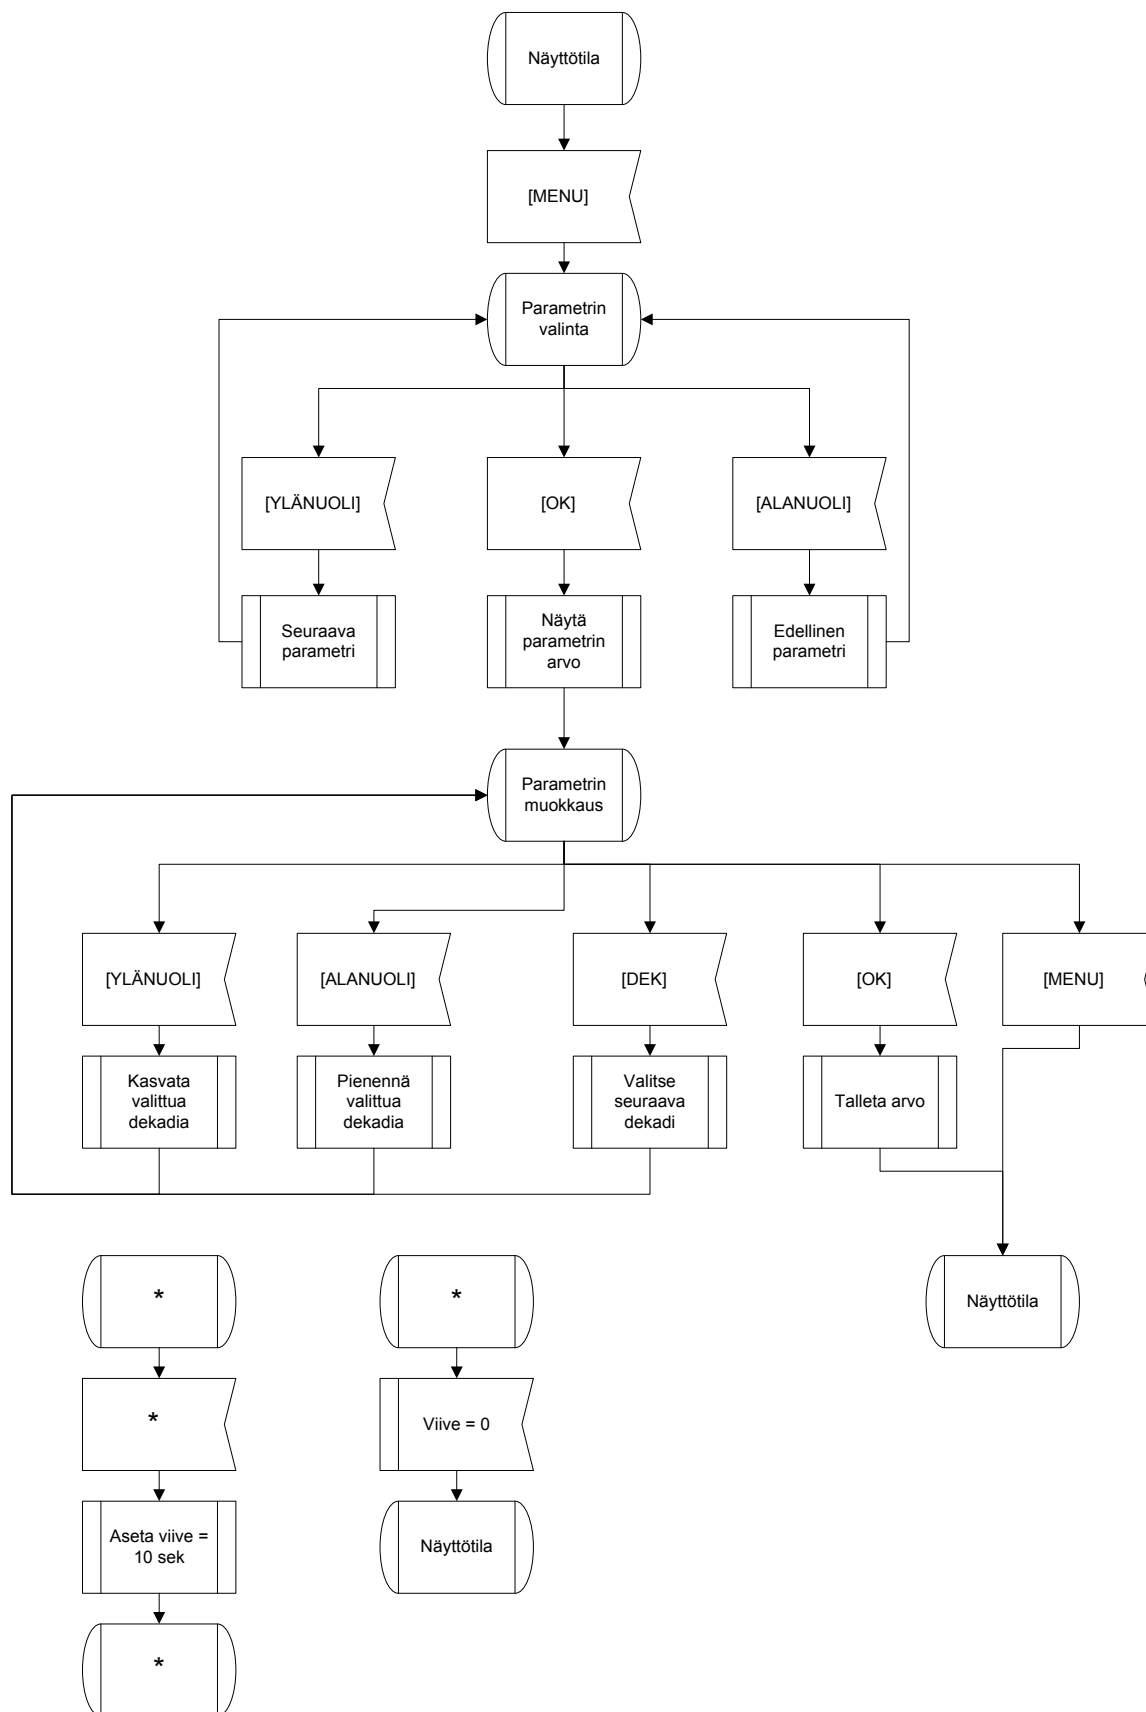 Näyttötila
[MENU]
Parametrin
valinta
[YLÄNUOLI]
[OK]
[ALANUOLI]
Seuraava
parametri
Näytä
parametrin
arvo
Edellinen
parametri
Parametrin
muokkaus
[YLÄNUOLI]
[ALANUOLI]
[DEK]
[OK]
[MENU]
Kasvata
valittua
dekadia
Pienennä
valittua
dekadia
Valitse
seuraava
dekadi
Talleta arvo
*
*
Näyttötila
*
Viive = 0
Aseta viive =
10 sek
Näyttötila
*